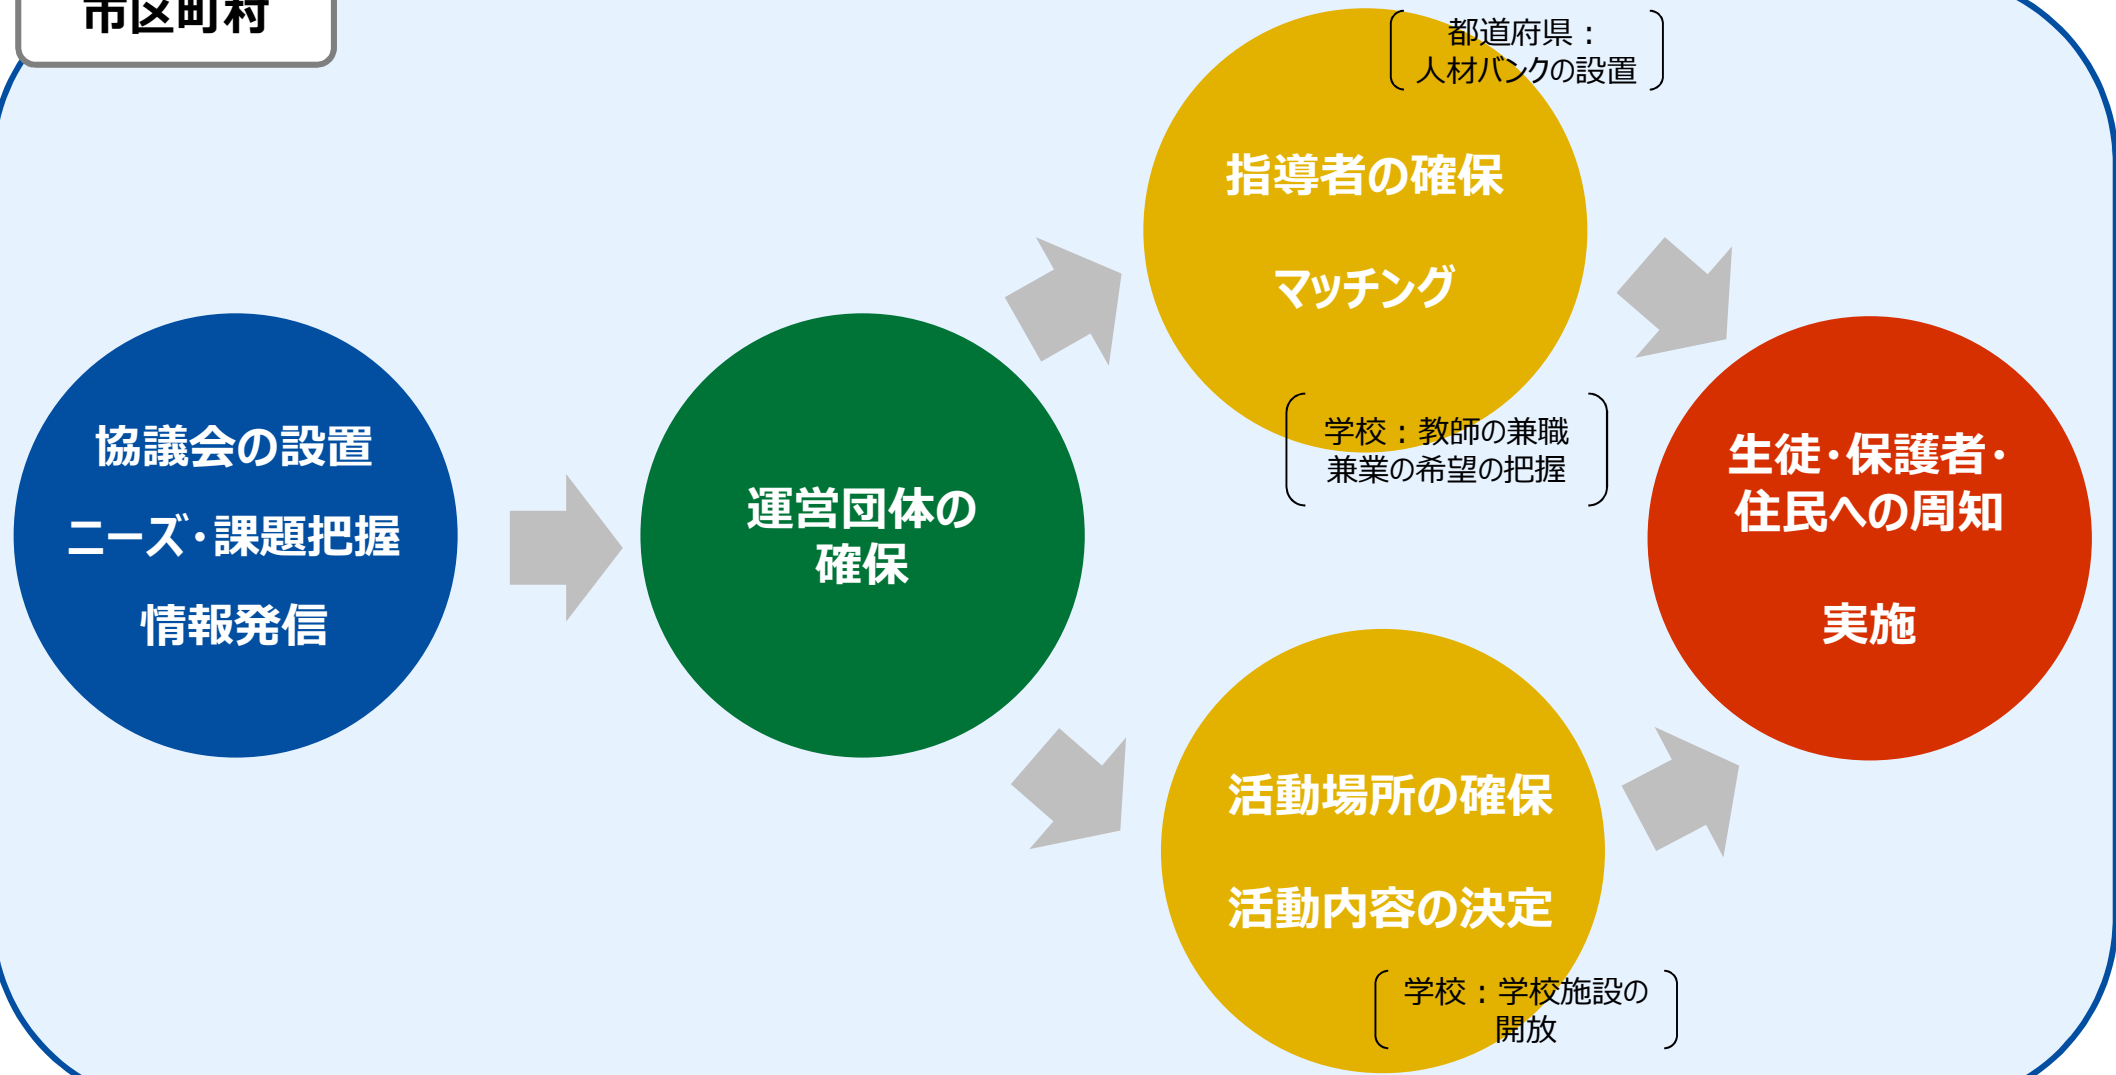 市区町村
都道府県：
人材バンクの設置
指導者の確保
マッチング
学校：教師の兼職
兼業の希望の把握
協議会の設置
ニーズ・課題把握
情報発信
運営団体の
確保
生徒・保護者・
住民への周知
実施
活動場所の確保
活動内容の決定
学校：学校施設の
開放